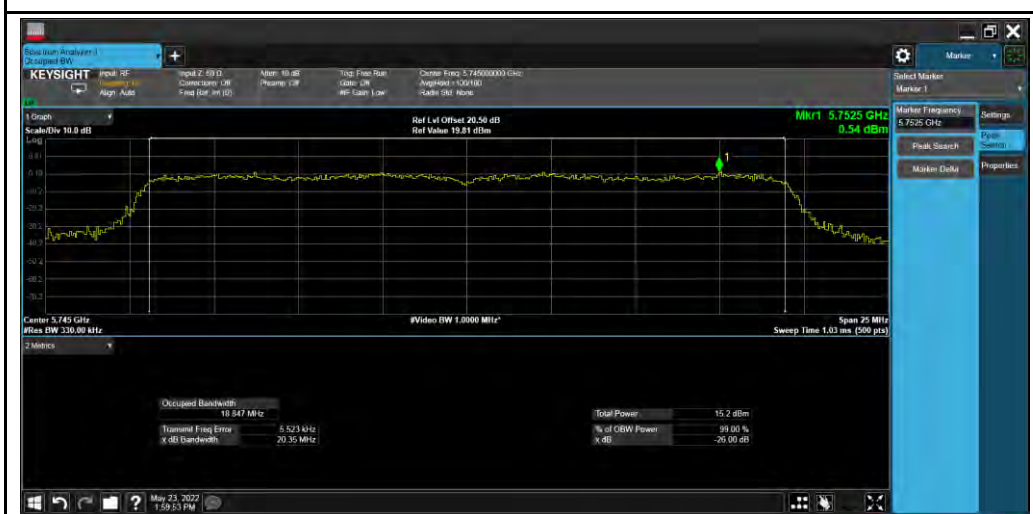 Spectrum Analyzer 1
Occupied BW
+
Marker
KEYSIGHT
Input: RF
Align: Auto
Input Z: 50 Ω
Corrections: Off
Freq Ref: Int (S)
Atten: 10 dB
Preamp: Off
Trig: Free Run
Gate: Off
#IF Gain: Low
Center Freq: 5.745000000 GHz
Avg|Hold: >100/100
Radio Std: None
Select Marker
Marker 1
Marker Frequency
5.7525 GHz
Settings
Peak Search
Peak Search
Marker Delta
Properties
1 Graph
Scale/Div 10.0 dB
Ref Lvl Offset 20.50 dB
Ref Value 19.81 dBm
Mkr1 5.7525 GHz
0.54 dBm
Log
1
Center 5.745 GHz
#Res BW 330.00 kHz
#Video BW 1.0000 MHz*
Span 25 MHz
Sweep Time 1.03 ms (500 pts)
2 Metrics
Occupied Bandwidth
18.847 MHz
Transmit Freq Error 5.523 kHz
x dB Bandwidth 20.35 MHz
Total Power 15.2 dBm
% of OBW Power 99.00 %
x dB -26.00 dB
?
May 23, 2022
1:59:53 PM